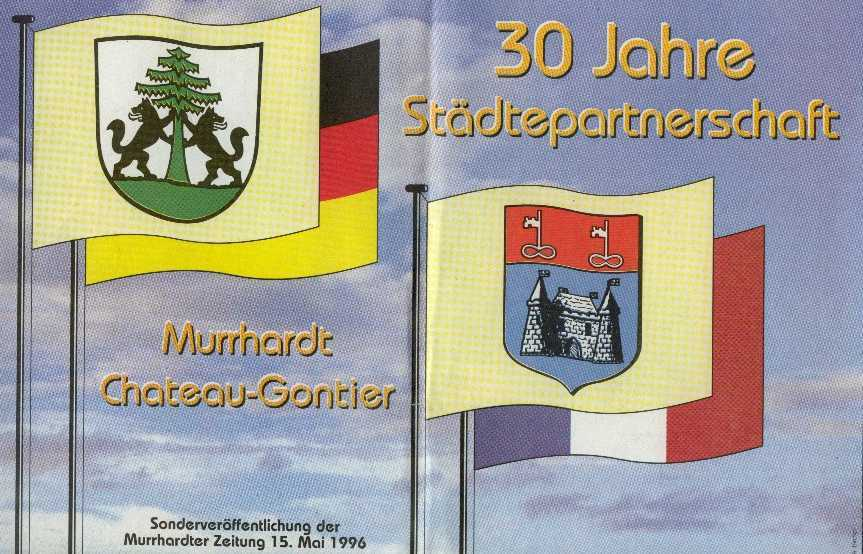 30 Jahre
Städtepartnerschaft
Murrhardt
Chateau-Gontier
Sonderveröffentlichung der
Murrhardter Zeitung 15. Mai 1996